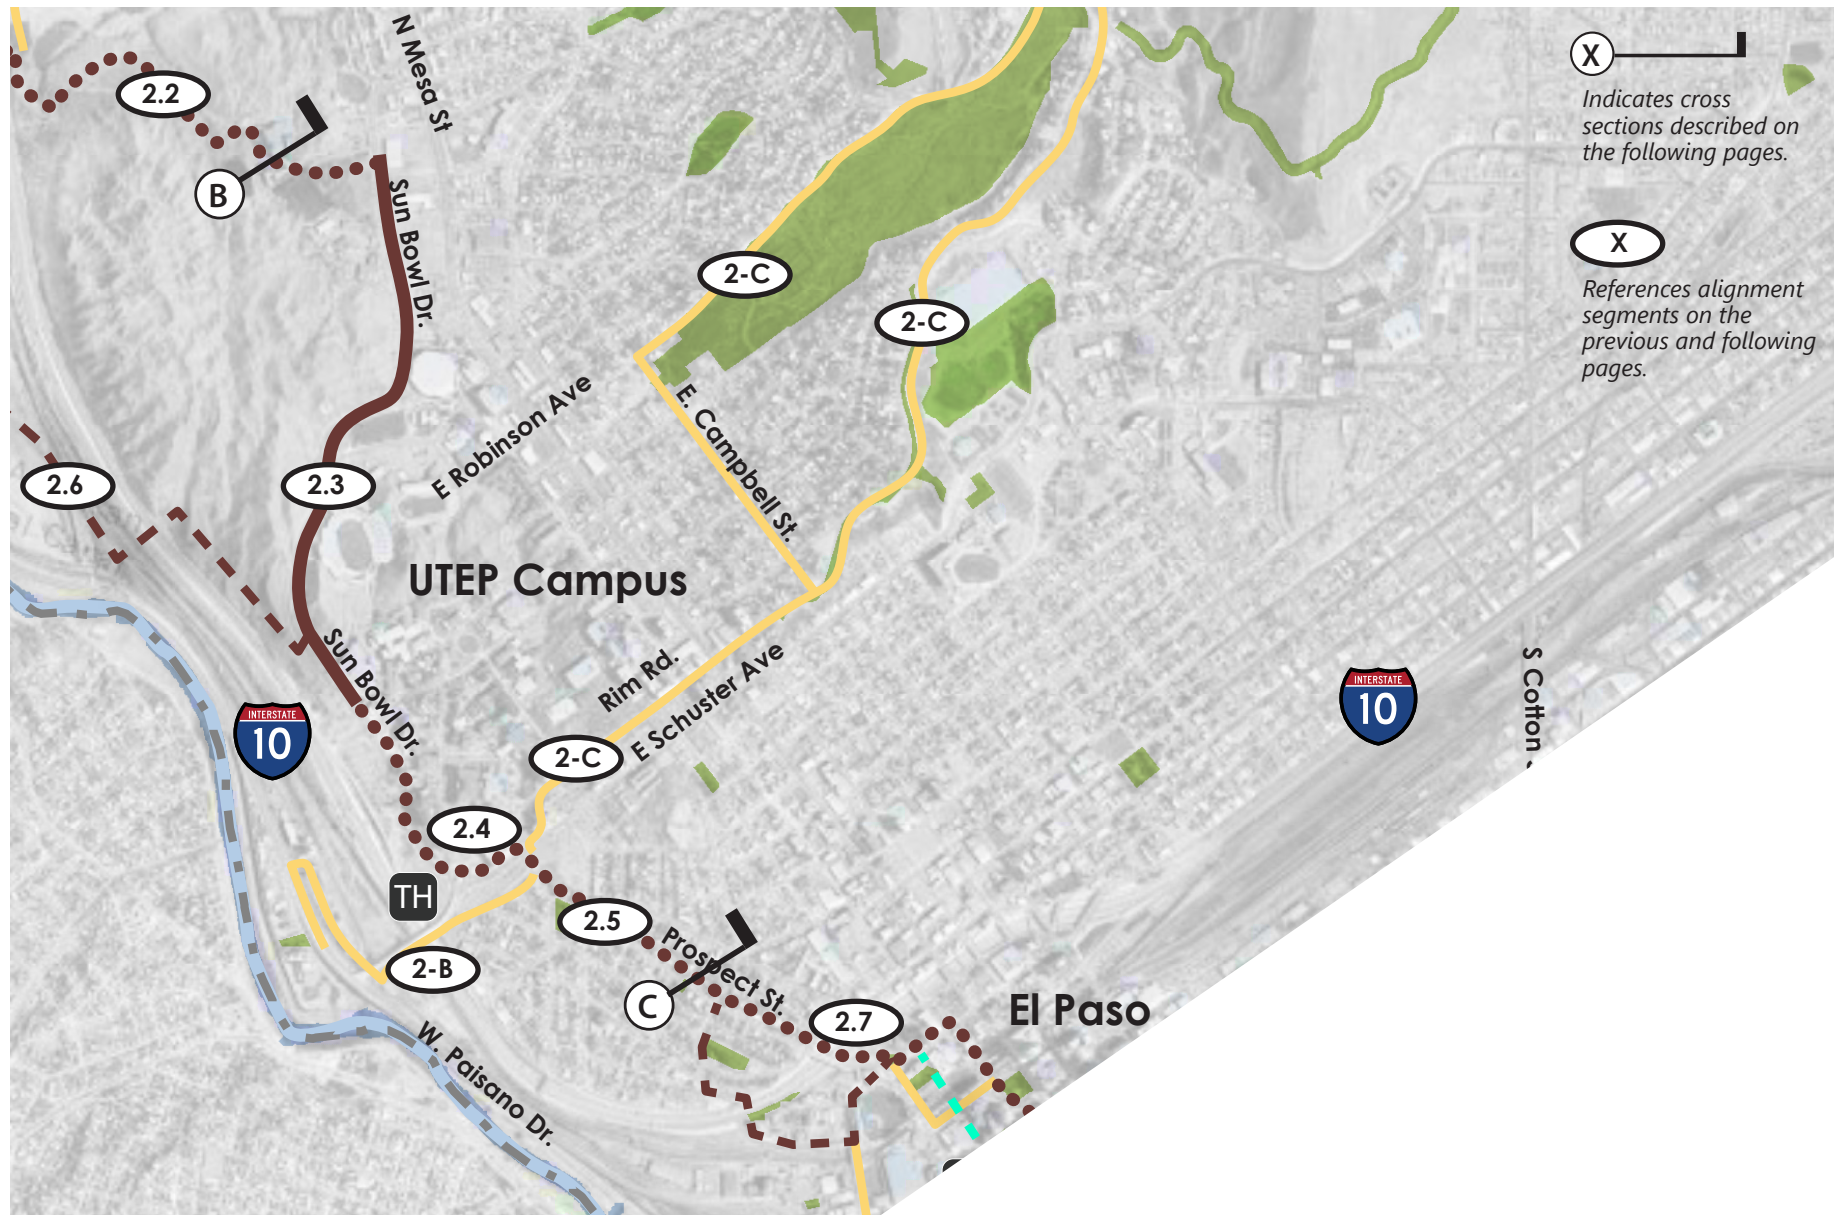 N Mesa St
X
Indicates cross
sections described on
the following pages.
2.2
B
Sun Bowl Dr.
X
References alignment
segments on the
previous and following
pages.
2-C
2-C
E Robinson Ave
E. Campbell St.
2.6
2.3
UTEP Campus
Sun Bowl Dr.
Rim Rd.
E Schuster Ave
S Cotton
INTERSTATE
10
INTERSTATE
10
2-C
2.4
TH
2.5
Prospect St.
2-B
C
2.7
El Paso
W. Paisano Dr.